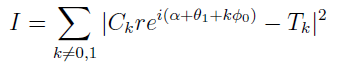 I = \sum_{k \neq 0,1} |C_k r e^{i(\alpha+\theta_1+k\phi_0)} - T_k|^2